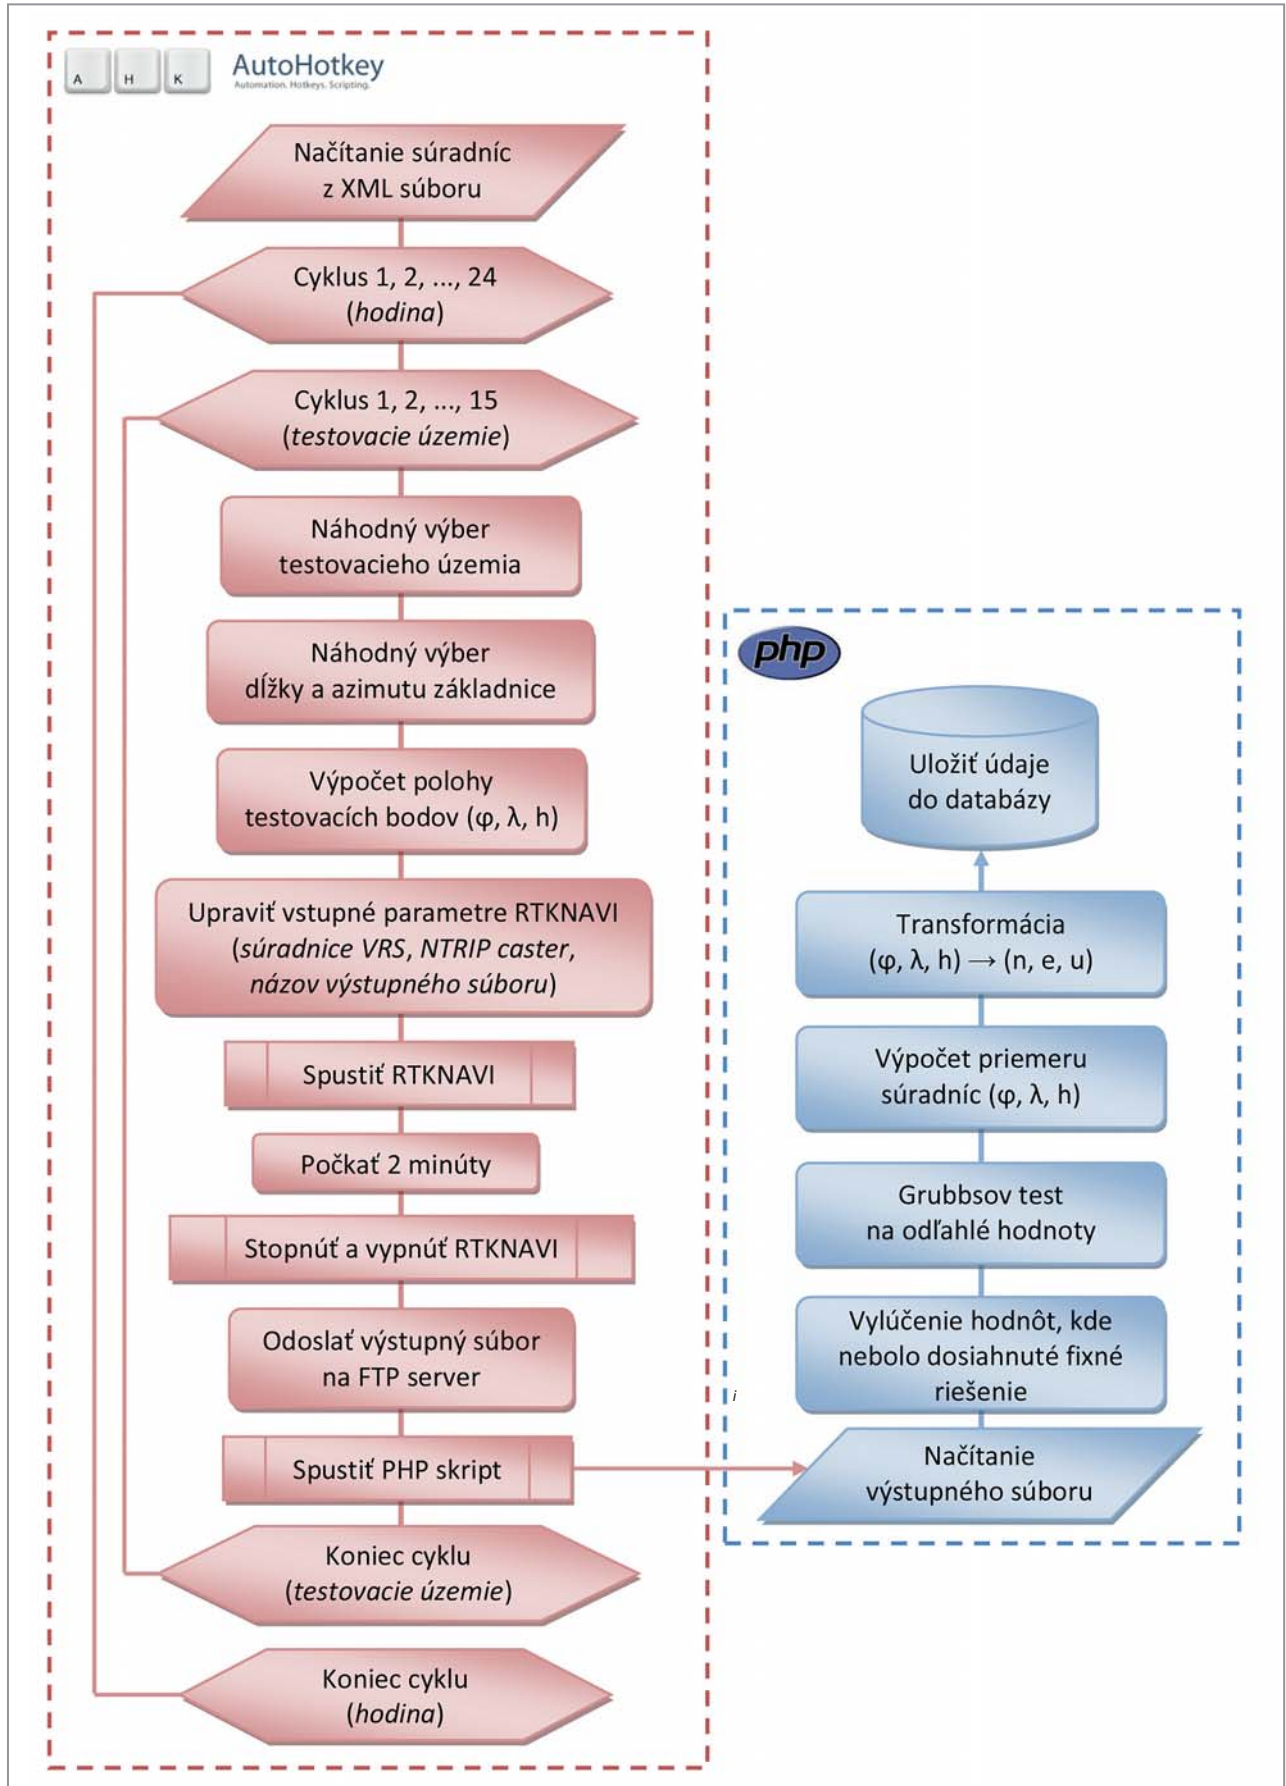 A H K
AutoHotkey
Automation. Hotkeys. Scripting.
Načítanie súradníc
z XML súboru
Cyklus 1, 2, ..., 24
(hodina)
Cyklus 1, 2, ..., 15
(testovacie územie)
Náhodný výber
testovacieho územia
Náhodný výber
dĺžky a azimutu základnice
Výpočet polohy
testovacích bodov (φ, λ, h)
Upraviť vstupné parametre RTKNAVI
(súradnice VRS, NTRIP caster,
názov výstupného súboru)
Spustiť RTKNAVI
Počkať 2 minúty
Stopnúť a vypnúť RTKNAVI
Odoslať výstupný súbor
na FTP server
Spustiť PHP skript
Koniec cyklu
(testovacie územie)
Koniec cyklu
(hodina)
php
Uložiť údaje
do databázy
Transformácia
(φ, λ, h) → (n, e, u)
Výpočet priemeru
súradníc (φ, λ, h)
Grubbsov test
na odľahlé hodnoty
Vylúčenie hodnôt, kde
nebolo dosiahnuté fixné
riešenie
i
Načítanie
výstupného súboru